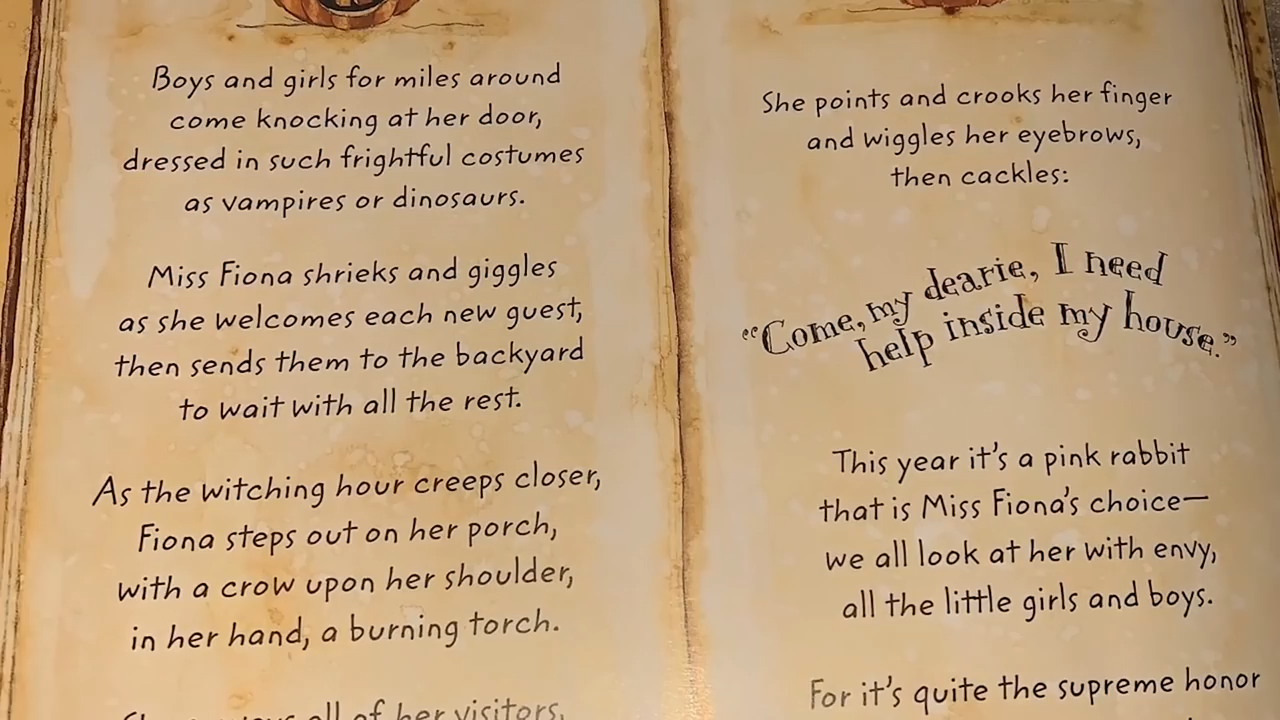 Boys and girls for miles around
come knocking at her door,
dressed in such frightful costumes
as vampires or dinosaurs.
Miss Fiona shrieks and giggles
as she welcomes each new guest,
then sends them to the backyard
to wait with all the rest.
As the witching hour creeps closer,
Fiona steps out on her porch,
with a crow upon her shoulder,
in her hand, a burning torch.
all of her visitors,
She points and crooks her finger
and wiggles her eyebrows,
then cackles:
“Come, my dearie, I need
help inside my house.”
This year it's a pink rabbit
that is Miss Fiona's choice—
we all look at her with envy,
all the little girls and boys.
For it's quite the supreme honor